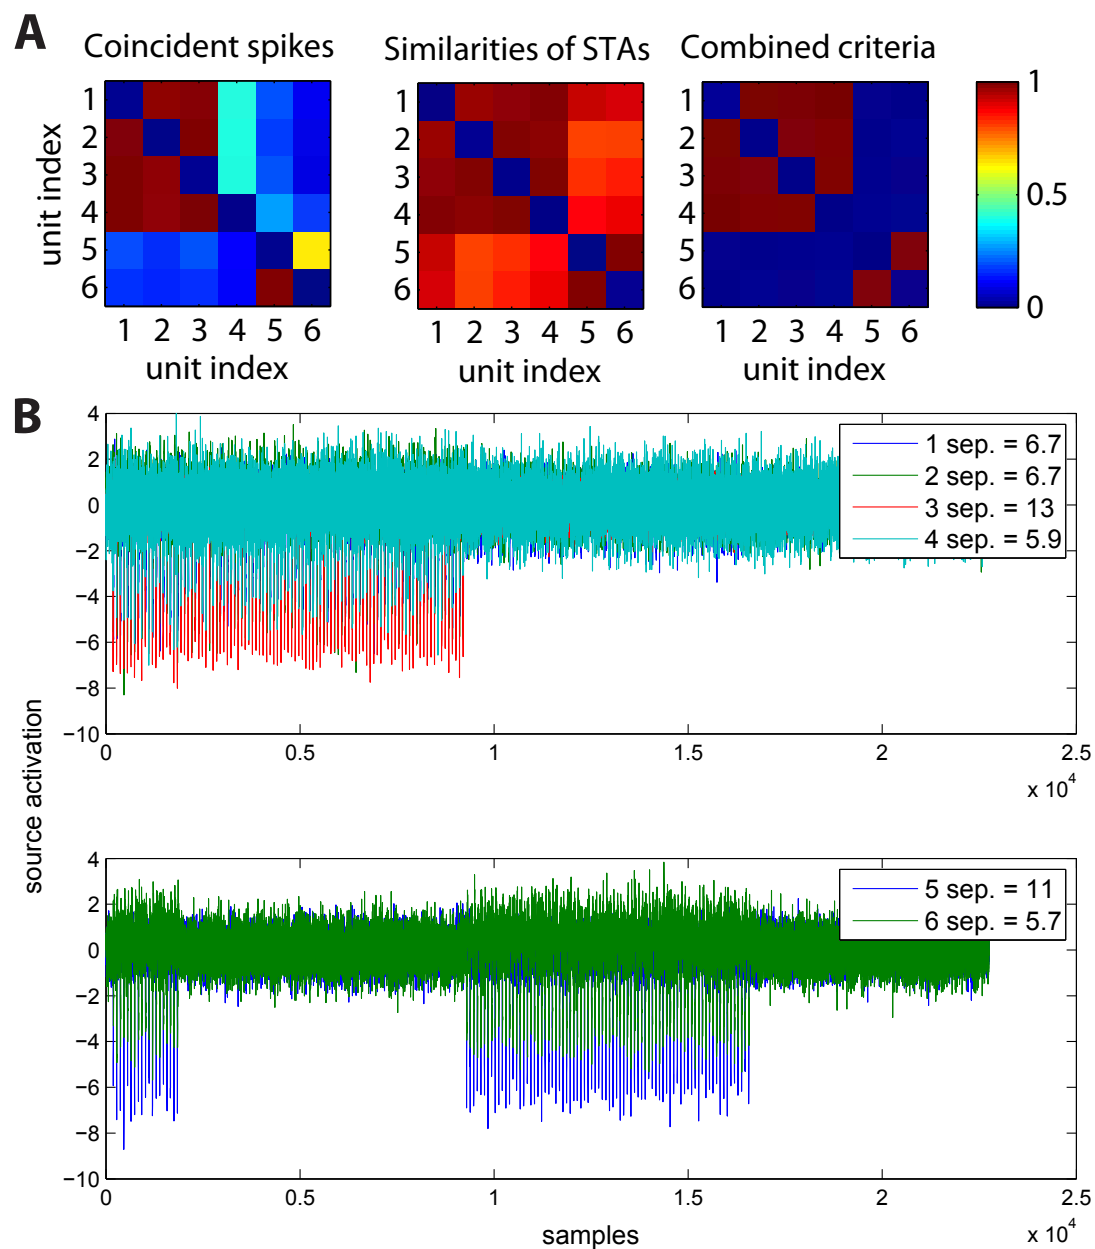 A
Coincident spikes
Similarities of STAs
Combined criteria
unit index
1
2
3
4
5
6
1 2 3 4 5 6
unit index
1
2
3
4
5
6
1 2 3 4 5 6
unit index
1
2
3
4
5
6
1 2 3 4 5 6
unit index
1
0.5
0
B
source activation
4
2
0
−2
−4
−6
−8
−10
0 0.5 1 1.5 2 2.5
x 10^4
1 sep. = 6.7
2 sep. = 6.7
3 sep. = 13
4 sep. = 5.9
4
2
0
−2
−4
−6
−8
−10
0 0.5 1 1.5 2 2.5
x 10^4
5 sep. = 11
6 sep. = 5.7
samples